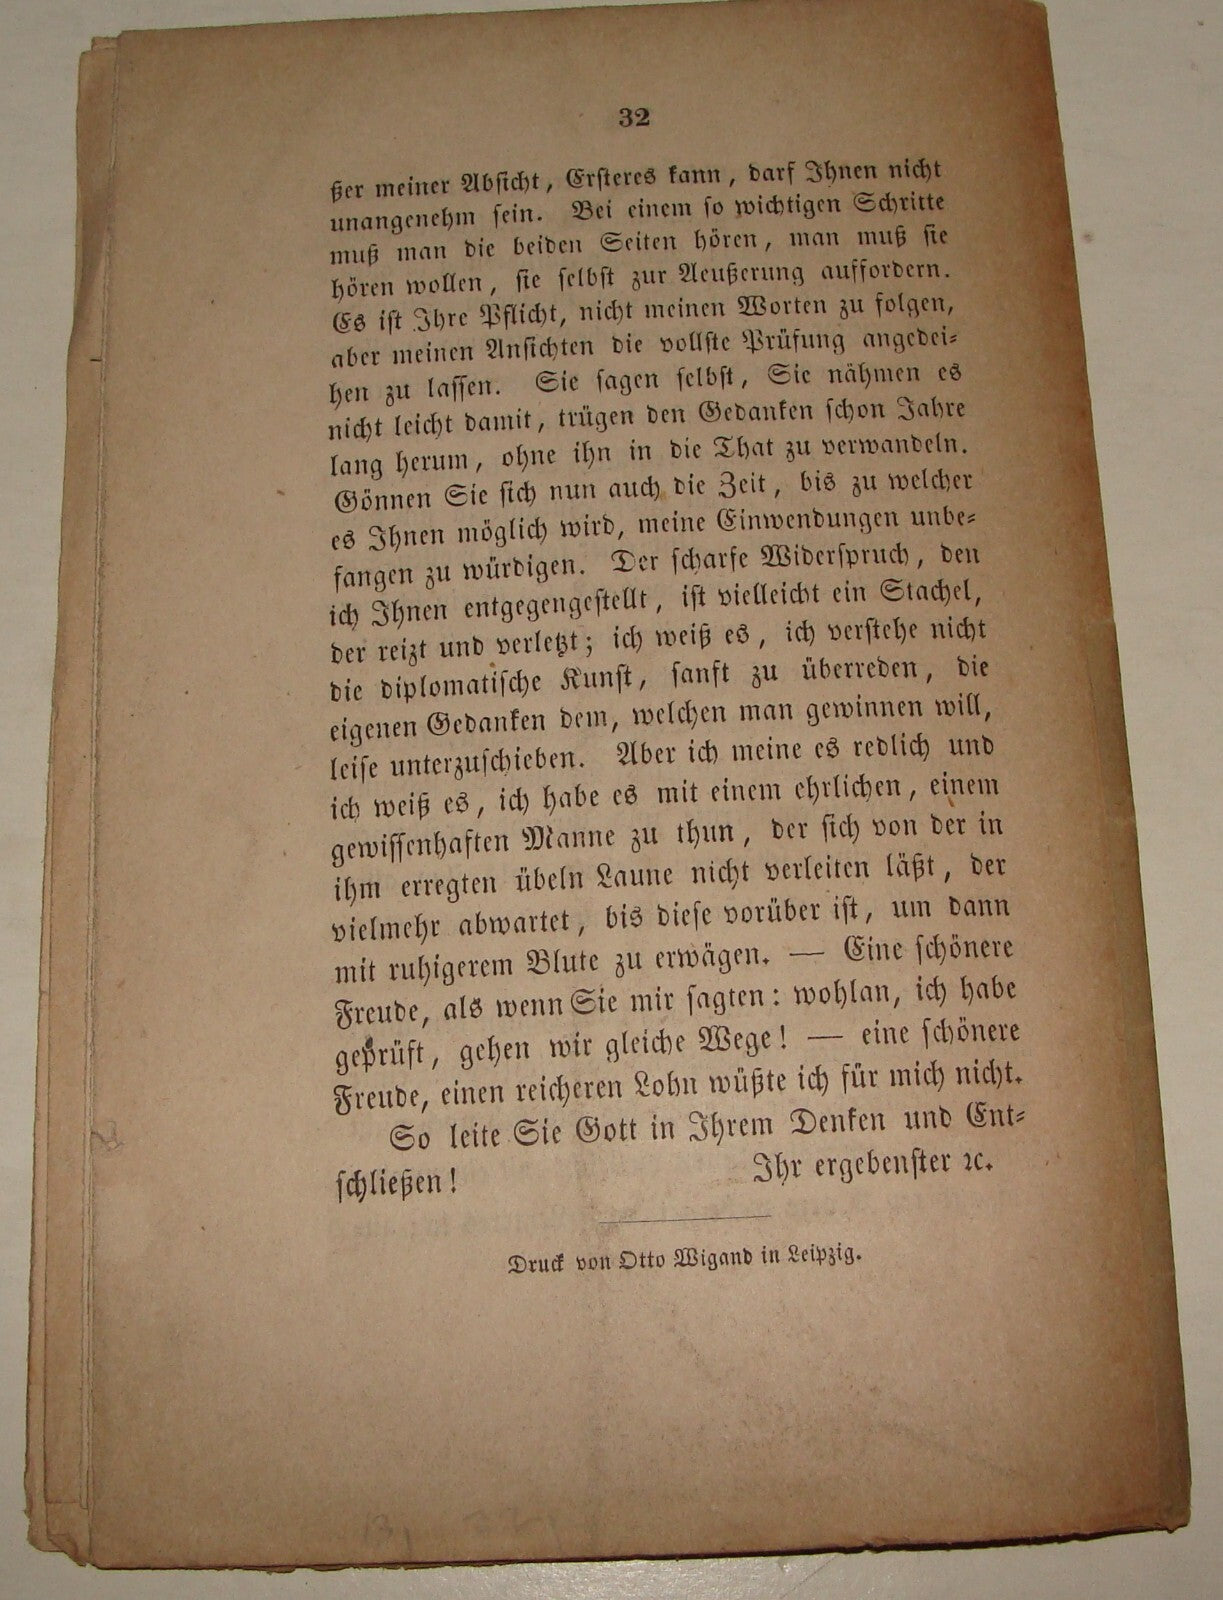 32
ßer meiner Absicht, Ersteres kann, darf Ihnen nicht
unangenehm sein. Bei einem so wichtigen Schritte
muß man die beiden Seiten hören, man muß sie
hören wollen, sie selbst zur Aeußerung auffordern.
Es ist Ihre Pflicht, nicht meinen Worten zu folgen,
aber meinen Ansichten die vollste Prüfung angedei-
hen zu lassen. Sie sagen selbst, Sie nähmen es
nicht leicht damit, trügen den Gedanken schon Jahre
lang herum, ohne ihn in die That zu verwandeln.
Gönnen Sie sich nun auch die Zeit, bis zu welcher
es Ihnen möglich wird, meine Einwendungen unbe-
fangen zu würdigen. Der scharfe Widerspruch, den
ich Ihnen entgegengestellt, ist vielleicht ein Stachel,
der reizt und verletzt; ich weiß es, ich verstehe nicht
die diplomatische Kunst, sanft zu überreden, die
eigenen Gedanken dem, welchen man gewinnen will,
leise unterzuschieben. Aber ich meine es redlich und
ich weiß es, ich habe es mit einem ehrlichen, einem
gewissenhaften Manne zu thun, der sich von der in
ihm erregten übeln Laune nicht verleiten läßt, der
vielmehr abwartet, bis diese vorüber ist, um dann
mit ruhigerem Blute zu erwägen. — Eine schönere
Freude, als wenn Sie mir sagten: wohlan, ich habe
geprüft, gehen wir gleiche Wege! — eine schönere
Freude, einen reicheren Lohn wüßte ich für mich nicht.
So leite Sie Gott in Ihrem Denken und Ent-
schließen! Ihr ergebenster ꝛc.
Druck von Otto Wigand in Leipzig.